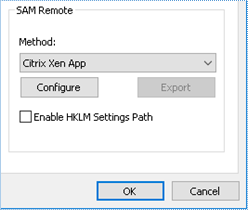 SAM Remote
Method:
Citrix Xen App
Configure Export
Enable HKLM Settings Path
OK Cancel